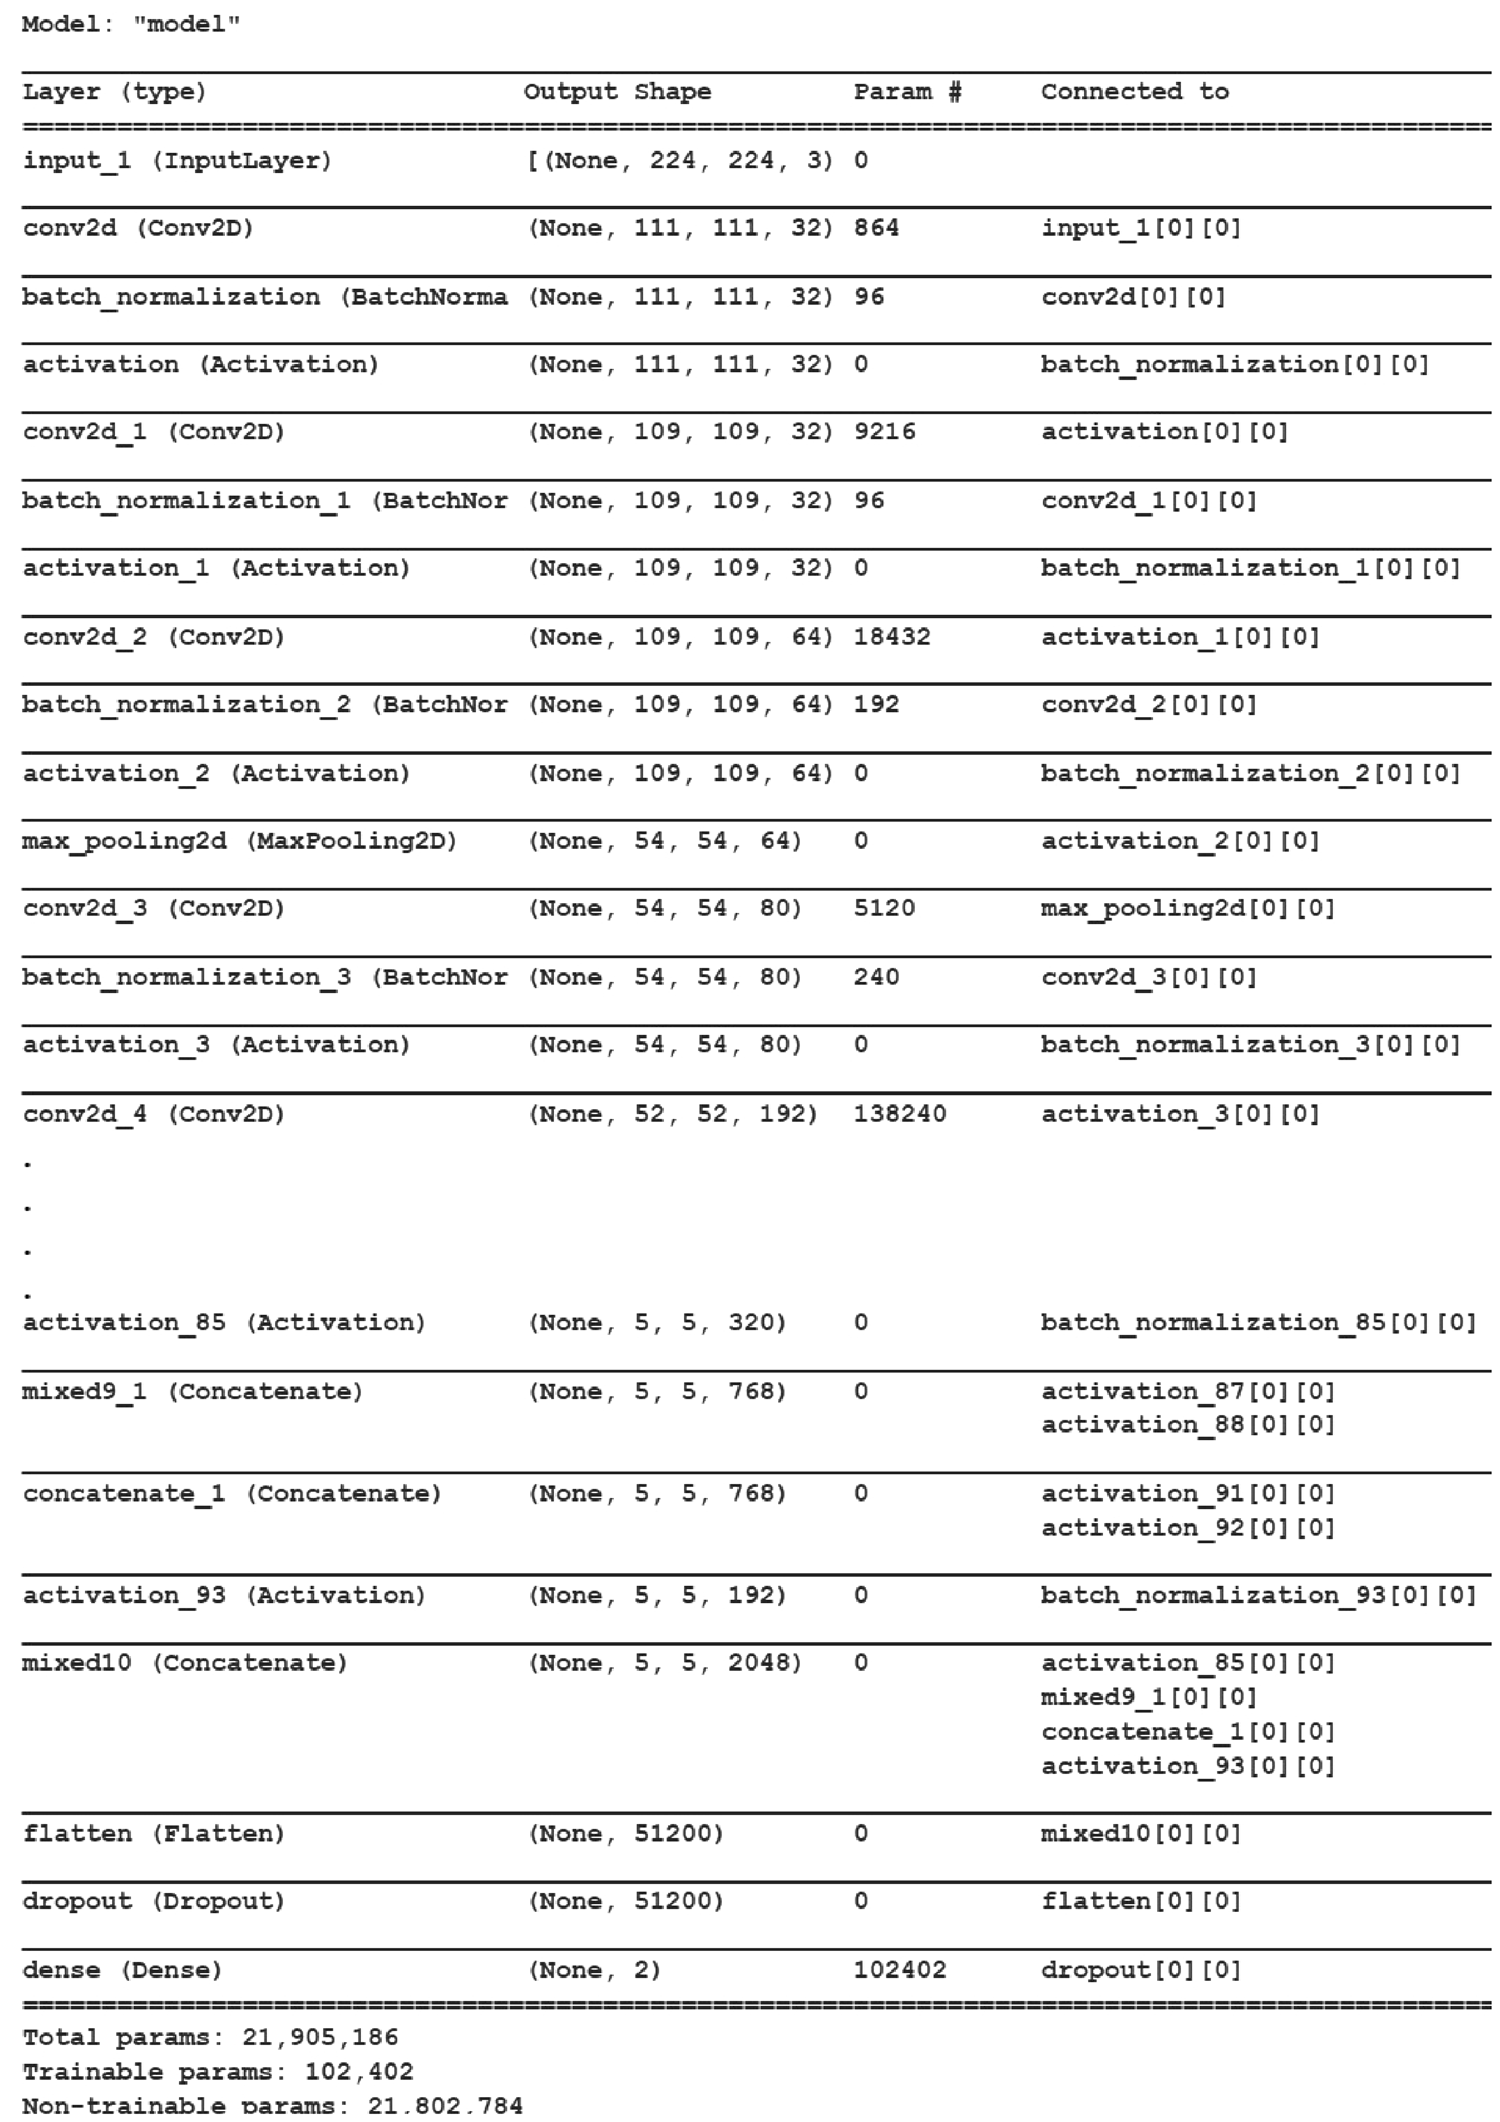 Model: "model"
Layer (type) Output Shape Param # Connected to
==================================================================================================
input_1 (InputLayer) [(None, 224, 224, 3) 0
conv2d (Conv2D) (None, 111, 111, 32) 864 input_1[0][0]
batch_normalization (BatchNorma (None, 111, 111, 32) 96 conv2d[0][0]
activation (Activation) (None, 111, 111, 32) 0 batch_normalization[0][0]
conv2d_1 (Conv2D) (None, 109, 109, 32) 9216 activation[0][0]
batch_normalization_1 (BatchNor (None, 109, 109, 32) 96 conv2d_1[0][0]
activation_1 (Activation) (None, 109, 109, 32) 0 batch_normalization_1[0][0]
conv2d_2 (Conv2D) (None, 109, 109, 64) 18432 activation_1[0][0]
batch_normalization_2 (BatchNor (None, 109, 109, 64) 192 conv2d_2[0][0]
activation_2 (Activation) (None, 109, 109, 64) 0 batch_normalization_2[0][0]
max_pooling2d (MaxPooling2D) (None, 54, 54, 64) 0 activation_2[0][0]
conv2d_3 (Conv2D) (None, 54, 54, 80) 5120 max_pooling2d[0][0]
batch_normalization_3 (BatchNor (None, 54, 54, 80) 240 conv2d_3[0][0]
activation_3 (Activation) (None, 54, 54, 80) 0 batch_normalization_3[0][0]
conv2d_4 (Conv2D) (None, 52, 52, 192) 138240 activation_3[0][0]
.
.
.
.
activation_85 (Activation) (None, 5, 5, 320) 0 batch_normalization_85[0][0]
mixed9_1 (Concatenate) (None, 5, 5, 768) 0 activation_87[0][0]
activation_88[0][0]
concatenate_1 (Concatenate) (None, 5, 5, 768) 0 activation_91[0][0]
activation_92[0][0]
activation_93 (Activation) (None, 5, 5, 192) 0 batch_normalization_93[0][0]
mixed10 (Concatenate) (None, 5, 5, 2048) 0 activation_85[0][0]
mixed9_1[0][0]
concatenate_1[0][0]
activation_93[0][0]
flatten (Flatten) (None, 51200) 0 mixed10[0][0]
dropout (Dropout) (None, 51200) 0 flatten[0][0]
dense (Dense) (None, 2) 102402 dropout[0][0]
==================================================================================================
Total params: 21,905,186
Trainable params: 102,402
Non-trainable params: 21,802,784